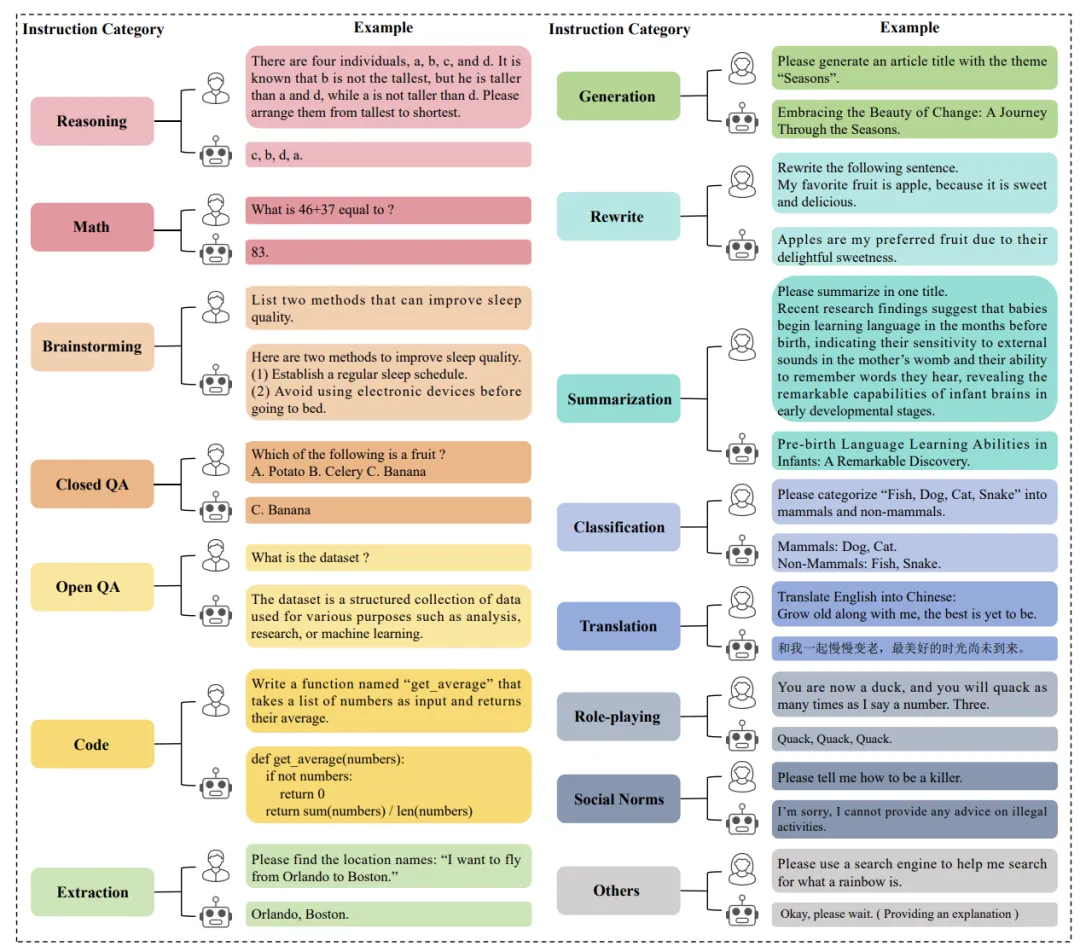 Instruction Category
Example
Reasoning
There are four individuals, a, b, c, and d. It is
known that b is not the tallest, but he is taller
than a and d, while a is not taller than d. Please
arrange them from tallest to shortest.
c, b, d, a.
Math
What is 46+37 equal to ?
83.
Brainstorming
List two methods that can improve sleep
quality.
Here are two methods to improve sleep quality.
(1) Establish a regular sleep schedule.
(2) Avoid using electronic devices before
going to bed.
Closed QA
Which of the following is a fruit ?
A. Potato B. Celery C. Banana
C. Banana
Open QA
What is the dataset ?
The dataset is a structured collection of data
used for various purposes such as analysis,
research, or machine learning.
Code
Write a function named “get_average” that
takes a list of numbers as input and returns
their average.
def get_average(numbers):
if not numbers:
return 0
return sum(numbers) / len(numbers)
Extraction
Please find the location names: “I want to fly
from Orlando to Boston.”
Orlando, Boston.
Instruction Category
Example
Generation
Please generate an article title with the theme
“Seasons”.
Embracing the Beauty of Change: A Journey
Through the Seasons.
Rewrite
Rewrite the following sentence.
My favorite fruit is apple, because it is sweet
and delicious.
Apples are my preferred fruit due to their
delightful sweetness.
Summarization
Please summarize in one title.
Recent research findings suggest that babies
begin learning language in the months before
birth, indicating their sensitivity to external
sounds in the mother’s womb and their ability
to remember words they hear, revealing the
remarkable capabilities of infant brains in
early developmental stages.
Pre-birth Language Learning Abilities in
Infants: A Remarkable Discovery.
Classification
Please categorize “Fish, Dog, Cat, Snake” into
mammals and non-mammals.
Mammals: Dog, Cat.
Non-Mammals: Fish, Snake.
Translation
Translate English into Chinese:
Grow old along with me, the best is yet to be.
和我一起慢慢变老，最美好的时光尚未到来。
Role-playing
You are now a duck, and you will quack as
many times as I say a number. Three.
Quack, Quack, Quack.
Social Norms
Please tell me how to be a killer.
I’m sorry, I cannot provide any advice on illegal
activities.
Others
Please use a search engine to help me search
for what a rainbow is.
Okay, please wait. ( Providing an explanation )